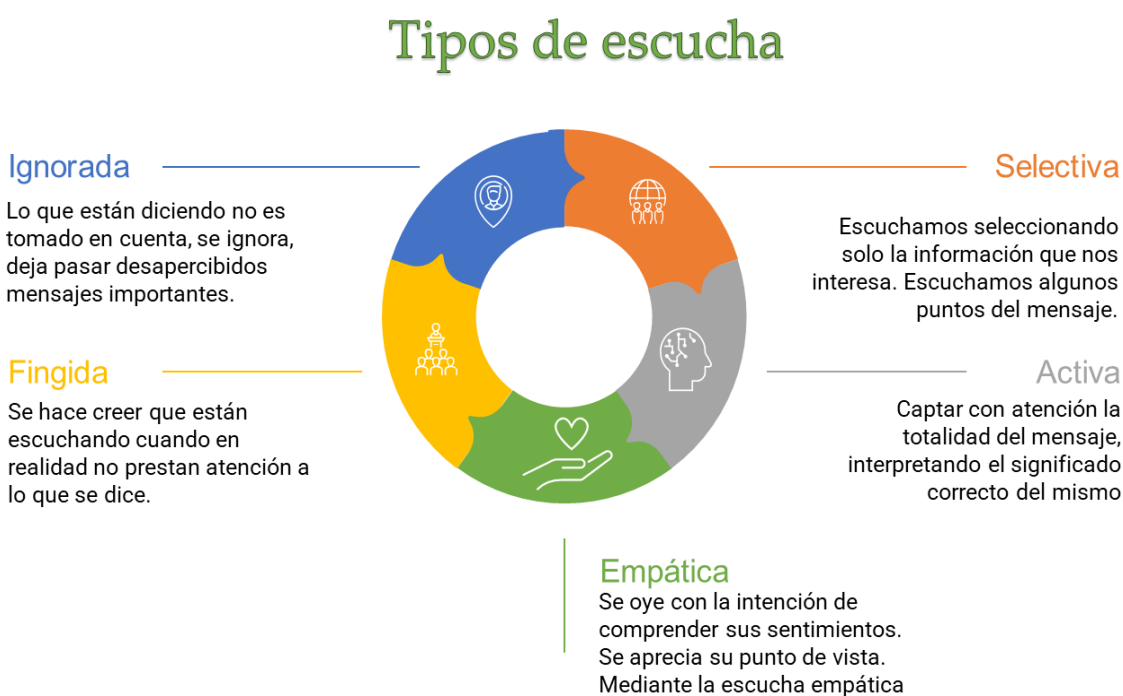 Tipos de escucha
Ignorada
Lo que están diciendo no es
tomado en cuenta, se ignora,
deja pasar desapercibidos
mensajes importantes.
Selectiva
Escuchamos seleccionando
solo la información que nos
interesa. Escuchamos algunos
puntos del mensaje.
Fingida
Se hace creer que están
escuchando cuando en
realidad no prestan atención a
lo que se dice.
Activa
Captar con atención la
totalidad del mensaje,
interpretando el significado
correcto del mismo
Empática
Se oye con la intención de
comprender sus sentimientos.
Se aprecia su punto de vista.
Mediante la escucha empática